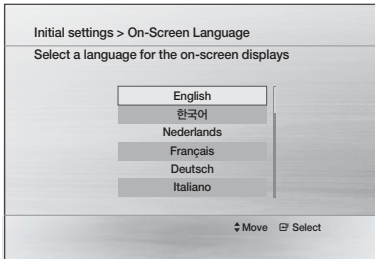 Initial settings > On-Screen Language
Select a language for the on-screen displays
English
한국어
Nederlands
Français
Deutsch
Italiano
Move Select